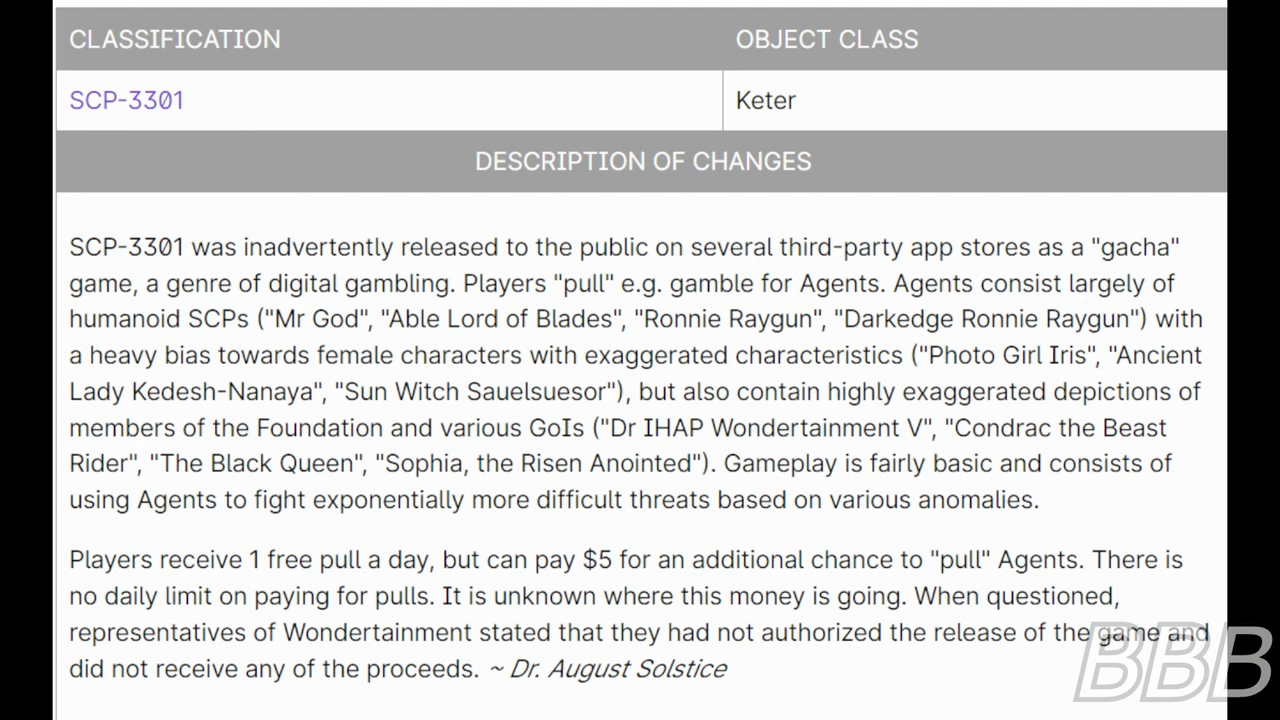 CLASSIFICATION OBJECT CLASS
SCP-3301 Keter
DESCRIPTION OF CHANGES
SCP-3301 was inadvertently released to the public on several third-party app stores as a "gacha"
game, a genre of digital gambling. Players "pull" e.g. gamble for Agents. Agents consist largely of
humanoid SCPs ("Mr God", "Able Lord of Blades", "Ronnie Raygun", "Darkedge Ronnie Raygun") with
a heavy bias towards female characters with exaggerated characteristics ("Photo Girl Iris", "Ancient
Lady Kedesh-Nanaya", "Sun Witch Sauelsuesor"), but also contain highly exaggerated depictions of
members of the Foundation and various GoIs ("Dr IHAP Wondertainment V", "Condrac the Beast
Rider", "The Black Queen", "Sophia, the Risen Anointed"). Gameplay is fairly basic and consists of
using Agents to fight exponentially more difficult threats based on various anomalies.
Players receive 1 free pull a day, but can pay $5 for an additional chance to "pull" Agents. There is
no daily limit on paying for pulls. It is unknown where this money is going. When questioned,
representatives of Wondertainment stated that they had not authorized the release of the game and
did not receive any of the proceeds. ~ Dr. August Solstice
BBB